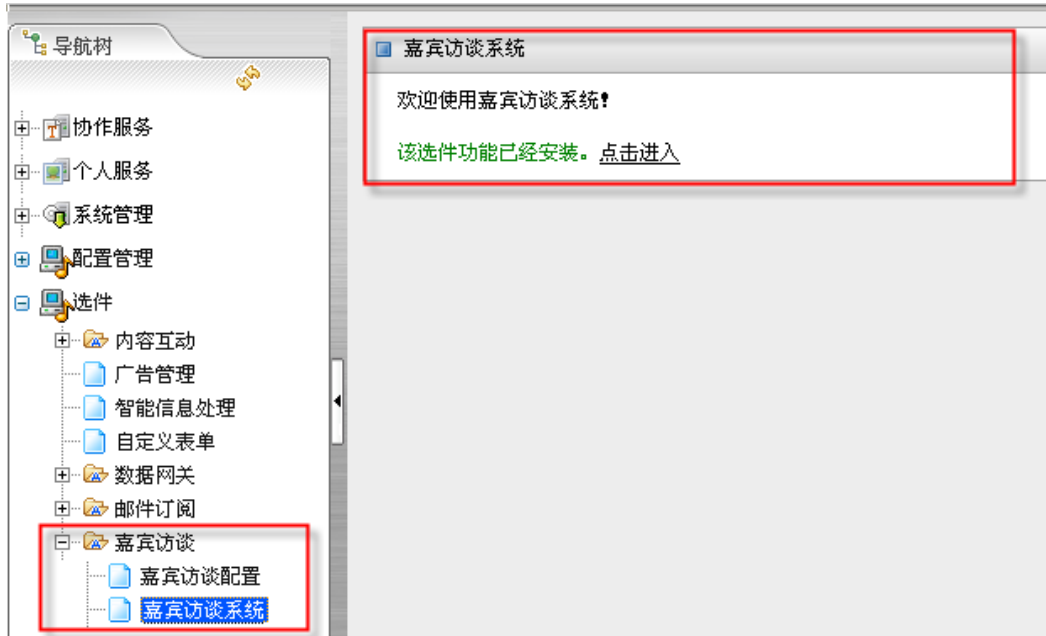 导航树
协作服务
个人服务
系统管理
配置管理
选件
内容互动
广告管理
智能信息处理
自定义表单
数据网关
邮件订阅
嘉宾访谈
嘉宾访谈配置
嘉宾访谈系统
嘉宾访谈系统
欢迎使用嘉宾访谈系统!
该选件功能已经安装。点击进入